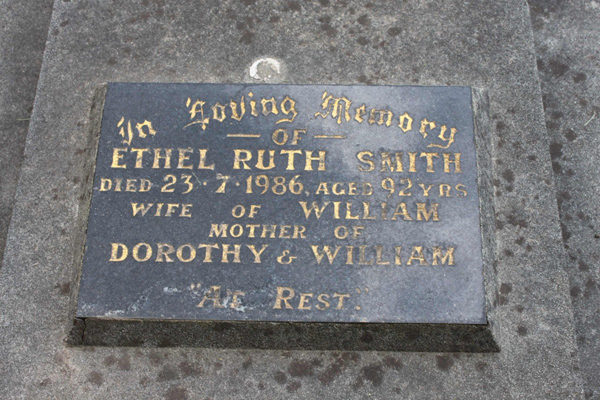 In Loving Memory
— OF —
ETHEL RUTH SMITH
DIED 23·7·1986, AGED 92 YRS
WIFE OF WILLIAM
MOTHER OF
DOROTHY & WILLIAM
"AT REST."